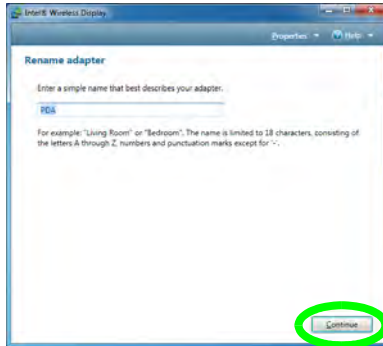 Intel® Wireless Display
Properties Help
Rename adapter
Enter a simple name that best describes your adapter.
PDA
For example: "Living Room" or "Bedroom". The name is limited to 18 characters, consisting of
the letters A through Z, numbers and punctuation marks except for '-'.
Continue